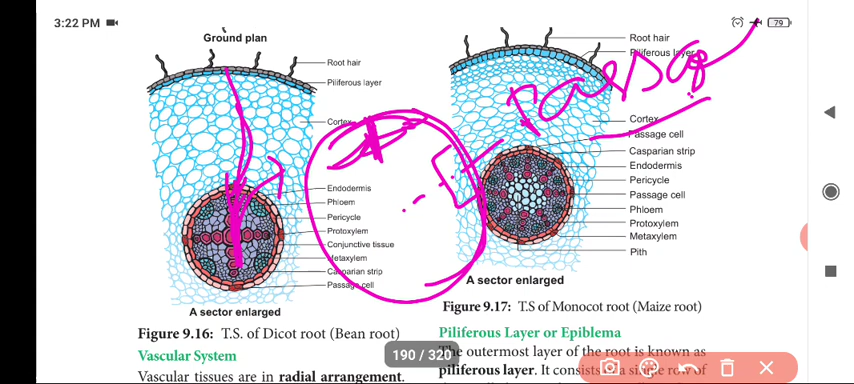 3:22 PM
79
Ground plan
Root hair
Piliferous layer
Cortex
Endodermis
Phloem
Pericycle
Protoxylem
Conjunctive tissue
Metaxylem
Casparian strip
Passage cell
A sector enlarged
Figure 9.16: T.S. of Dicot root (Bean root)
Vascular System
Vascular tissues are in radial arrangement.
Root hair
Piliferous layer
Cortex
Passage cell
Casparian strip
Endodermis
Pericycle
Passage cell
Phloem
Protoxylem
Metaxylem
Pith
A sector enlarged
Figure 9.17: T.S of Monocot root (Maize root)
Piliferous Layer or Epiblema
The outermost layer of the root is known as
piliferous layer. It consists a single row of
190 / 320